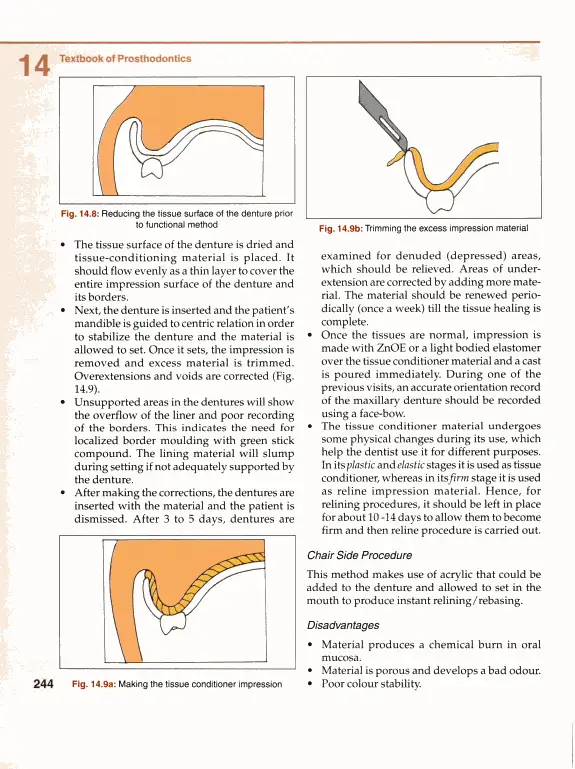 14
Textbook of Prosthodontics
Fig. 14.8: Reducing the tissue surface of the denture prior
to functional method
• The tissue surface of the denture is dried and
tissue-conditioning material is placed. It
should flow evenly as a thin layer to cover the
entire impression surface of the denture and
its borders.
• Next, the denture is inserted and the patient's
mandible is guided to centric relation in order
to stabilize the denture and the material is
allowed to set. Once it sets, the impression is
removed and excess material is trimmed.
Overextensions and voids are corrected (Fig.
14.9).
• Unsupported areas in the dentures will show
the overflow of the liner and poor recording
of the borders. This indicates the need for
localized border moulding with green stick
compound. The lining material will slump
during setting if not adequately supported by
the denture.
• After making the corrections, the dentures are
inserted with the material and the patient is
dismissed. After 3 to 5 days, dentures are
Fig. 14.9a: Making the tissue conditioner impression
244
Fig. 14.9b: Trimming the excess impression material
examined for denuded (depressed) areas,
which should be relieved. Areas of under-
extension are corrected by adding more mate-
rial. The material should be renewed perio-
dically (once a week) till the tissue healing is
complete.
• Once the tissues are normal, impression is
made with ZnOE or a light bodied elastomer
over the tissue conditioner material and a cast
is poured immediately. During one of the
previous visits, an accurate orientation record
of the maxillary denture should be recorded
using a face-bow.
• The tissue conditioner material undergoes
some physical changes during its use, which
help the dentist use it for different purposes.
In its plastic and elastic stages it is used as tissue
conditioner, whereas in its firm stage it is used
as reline impression material. Hence, for
relining procedures, it should be left in place
for about 10 -14 days to allow them to become
firm and then reline procedure is carried out.
Chair Side Procedure
This method makes use of acrylic that could be
added to the denture and allowed to set in the
mouth to produce instant relining/rebasing.
Disadvantages
• Material produces a chemical burn in oral
mucosa.
• Material is porous and develops a bad odour.
• Poor colour stability.